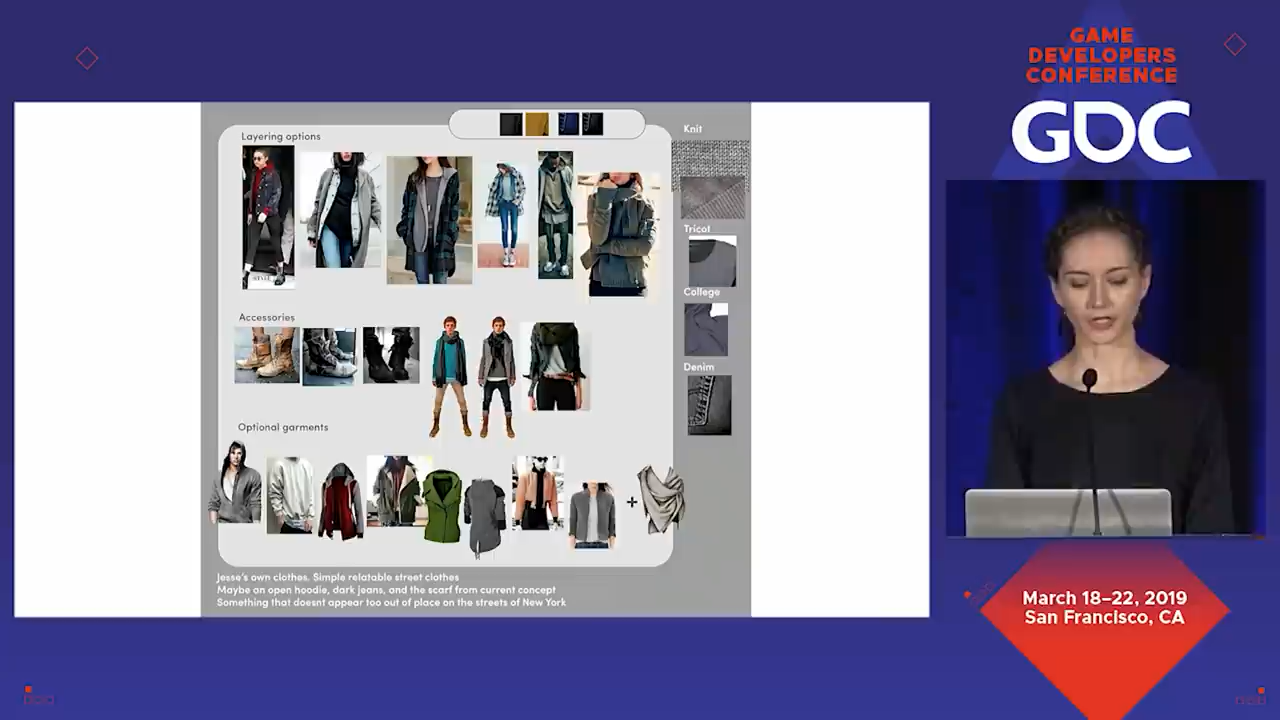 GAME
DEVELOPERS
CONFERENCE
GDC
Layering options
Knit
Tricot
College
Accessories
Denim
Optional garments
+
Jesse's own clothes. Simple relatable street clothes
Maybe an open hoodie, dark jeans, and the scarf from current concept
Something that doesnt appear too out of place on the streets of New York
March 18–22, 2019
San Francisco, CA